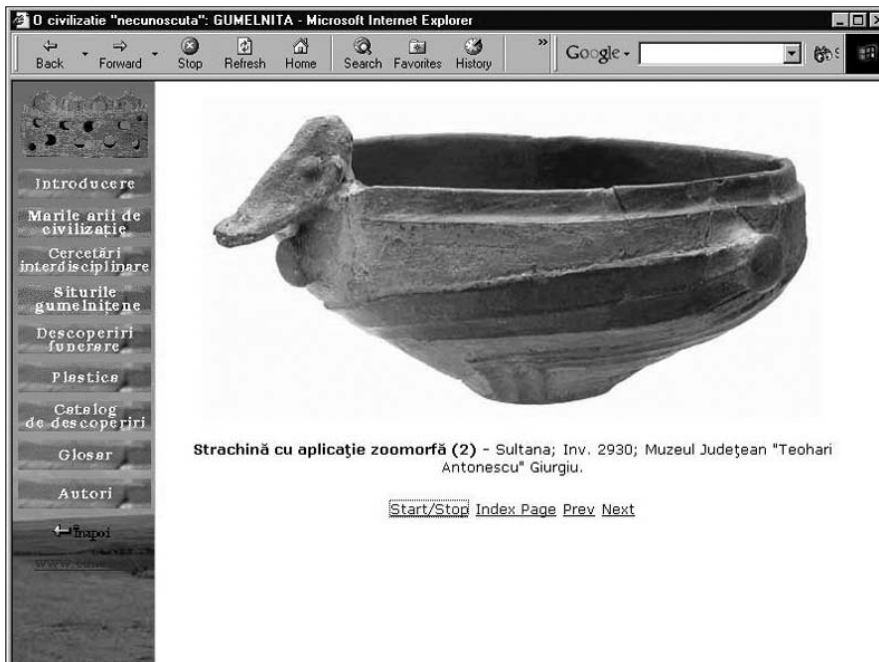 O civilizatie "necunoscuta": GUMELNITA - Microsoft Internet Explorer
Back Forward Stop Refresh Home Search Favorites History » Google
Introducere
Marile arii de
civilizaţie
Cercetări
interdisciplinare
Siturile
gumelniţene
Descoperiri
funerare
Plastica
Catalog
de descoperiri
Glosar
Autori
Înapoi
Strachină cu aplicaţie zoomorfă (2) - Sultana; Inv. 2930; Muzeul Judeţean "Teohari
Antonescu" Giurgiu.
Start/Stop Index Page Prev Next